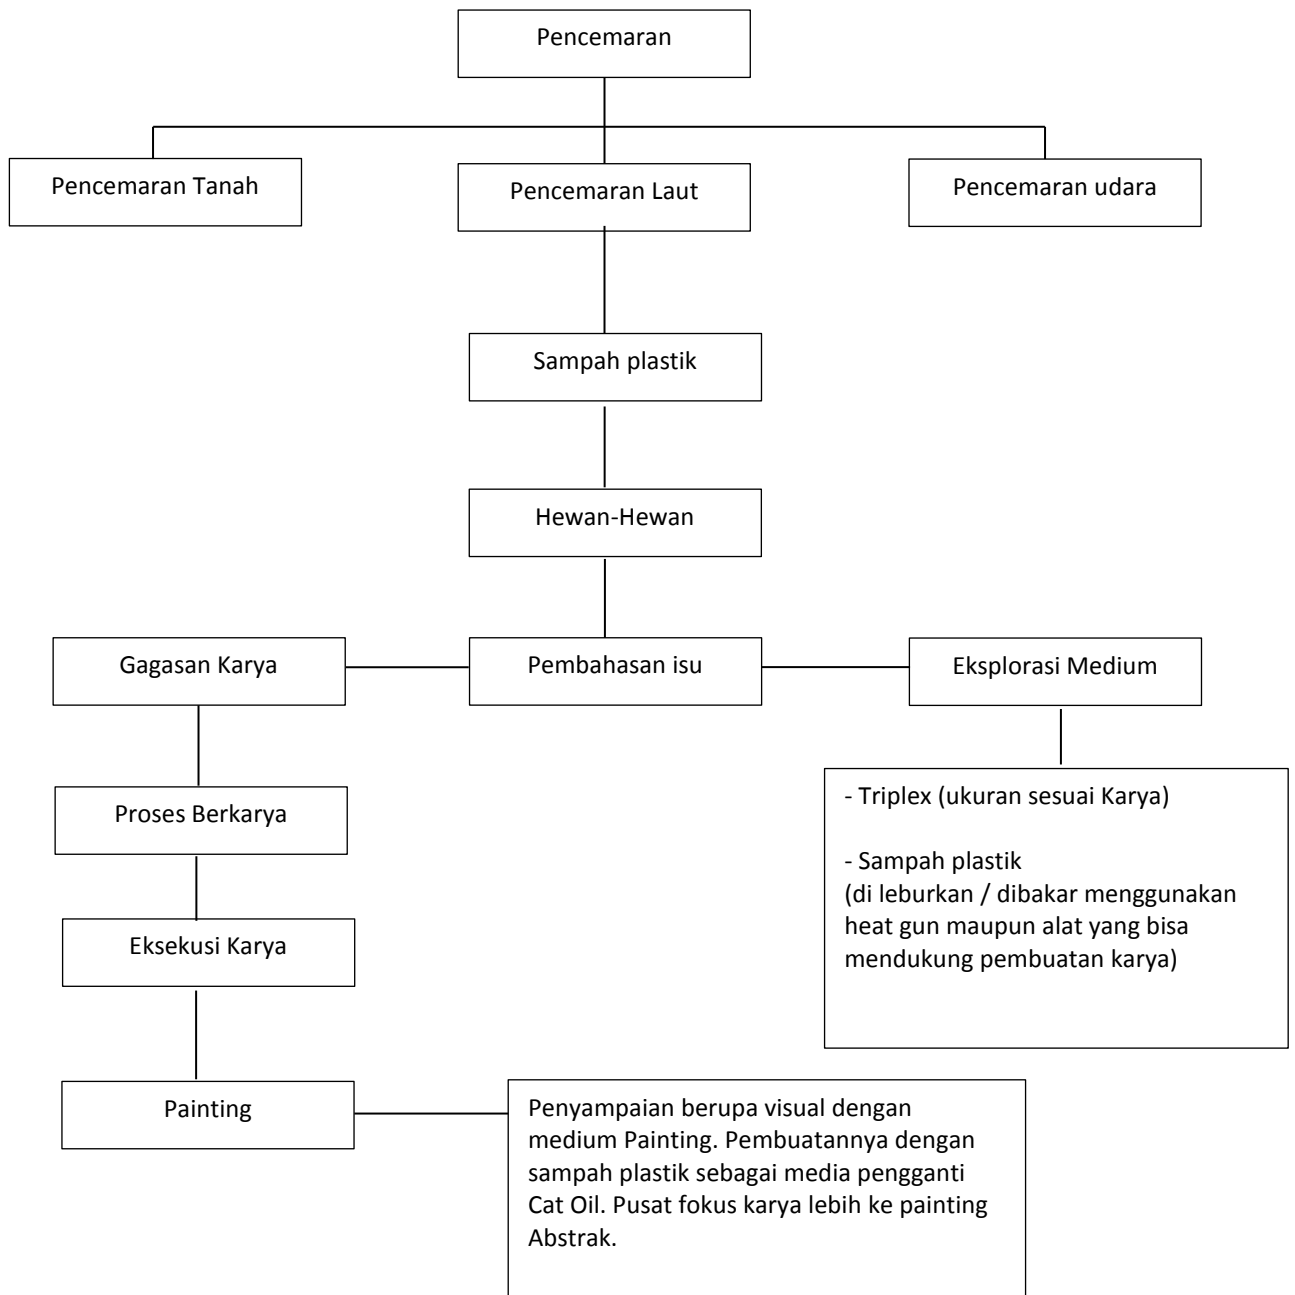 Pencemaran
Pencemaran Tanah
Pencemaran Laut
Pencemaran udara
Sampah plastik
Hewan-Hewan
Gagasan Karya
Pembahasan isu
Eksplorasi Medium
Proses Berkarya
- Triplex (ukuran sesuai Karya)
- Sampah plastik
(di leburkan / dibakar menggunakan
heat gun maupun alat yang bisa
mendukung pembuatan karya)
Eksekusi Karya
Painting
Penyampaian berupa visual dengan
medium Painting. Pembuatannya dengan
sampah plastik sebagai media pengganti
Cat Oil. Pusat fokus karya lebih ke painting
Abstrak.